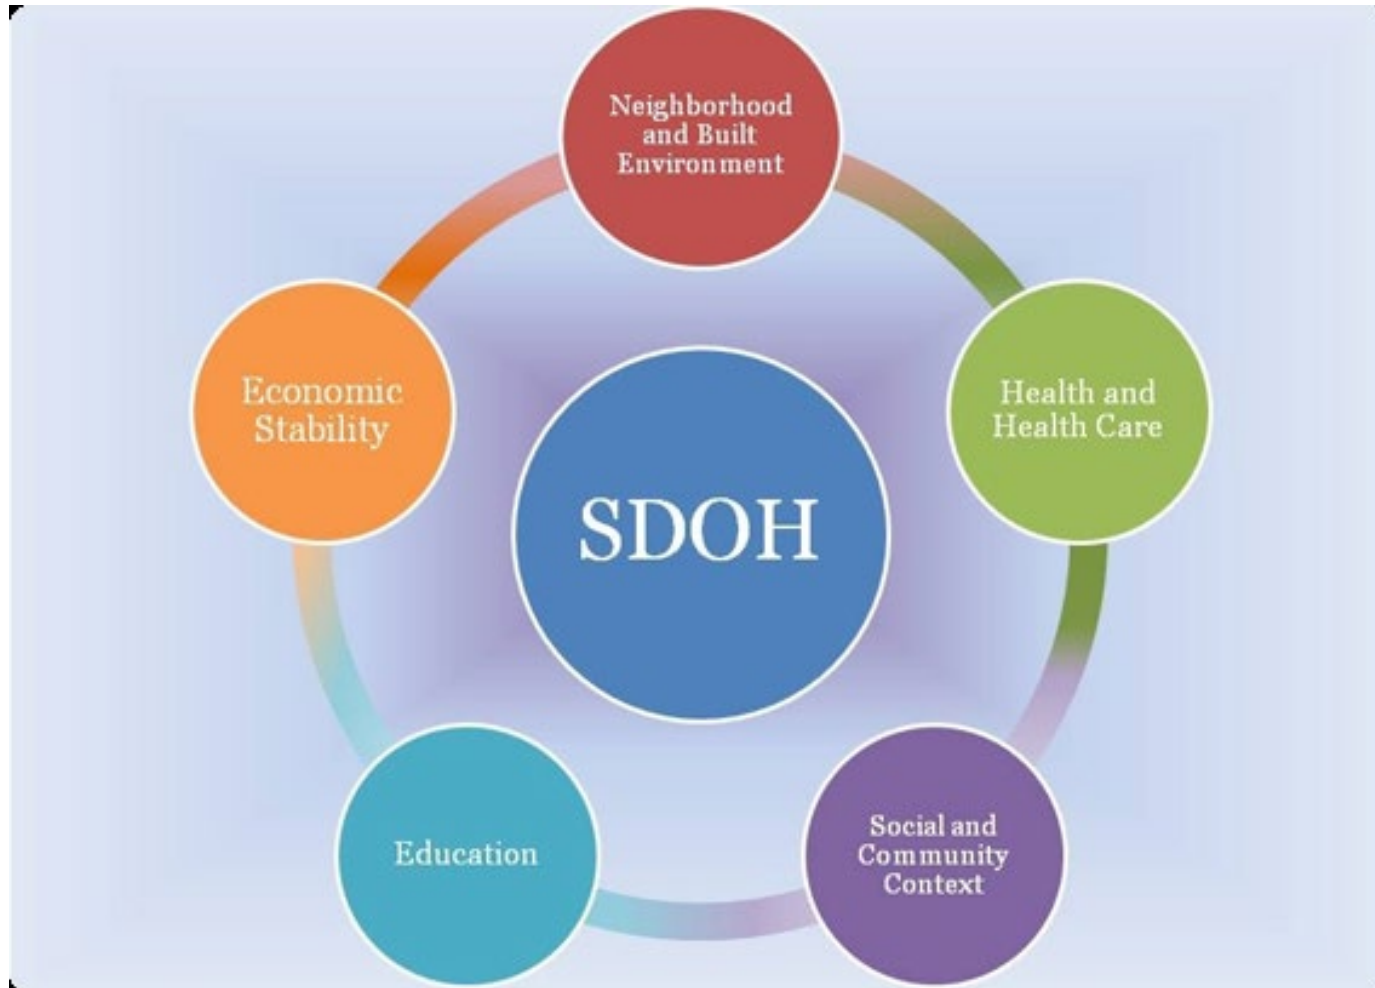 Neighborhood
and Built
Environment
Economic
Stability
Health and
Health Care
SDOH
Education
Social and
Community
Context